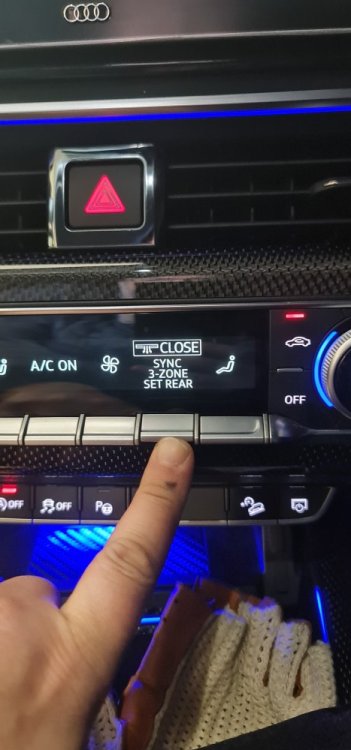 CLOSE
SYNC
A/C ON
3-ZONE
SET REAR
OFF
OFF
OFF
P